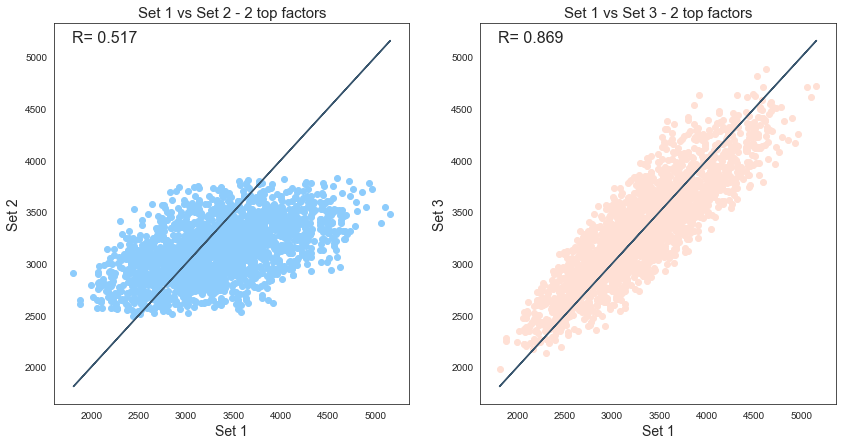 Set 1 vs Set 2 - 2 top factors
R= 0.517
5000
4500
4000
3500
3000
2500
2000
Set 2
2000 2500 3000 3500 4000 4500 5000
Set 1
Set 1 vs Set 3 - 2 top factors
R= 0.869
5000
4500
4000
3500
3000
2500
2000
Set 3
2000 2500 3000 3500 4000 4500 5000
Set 1